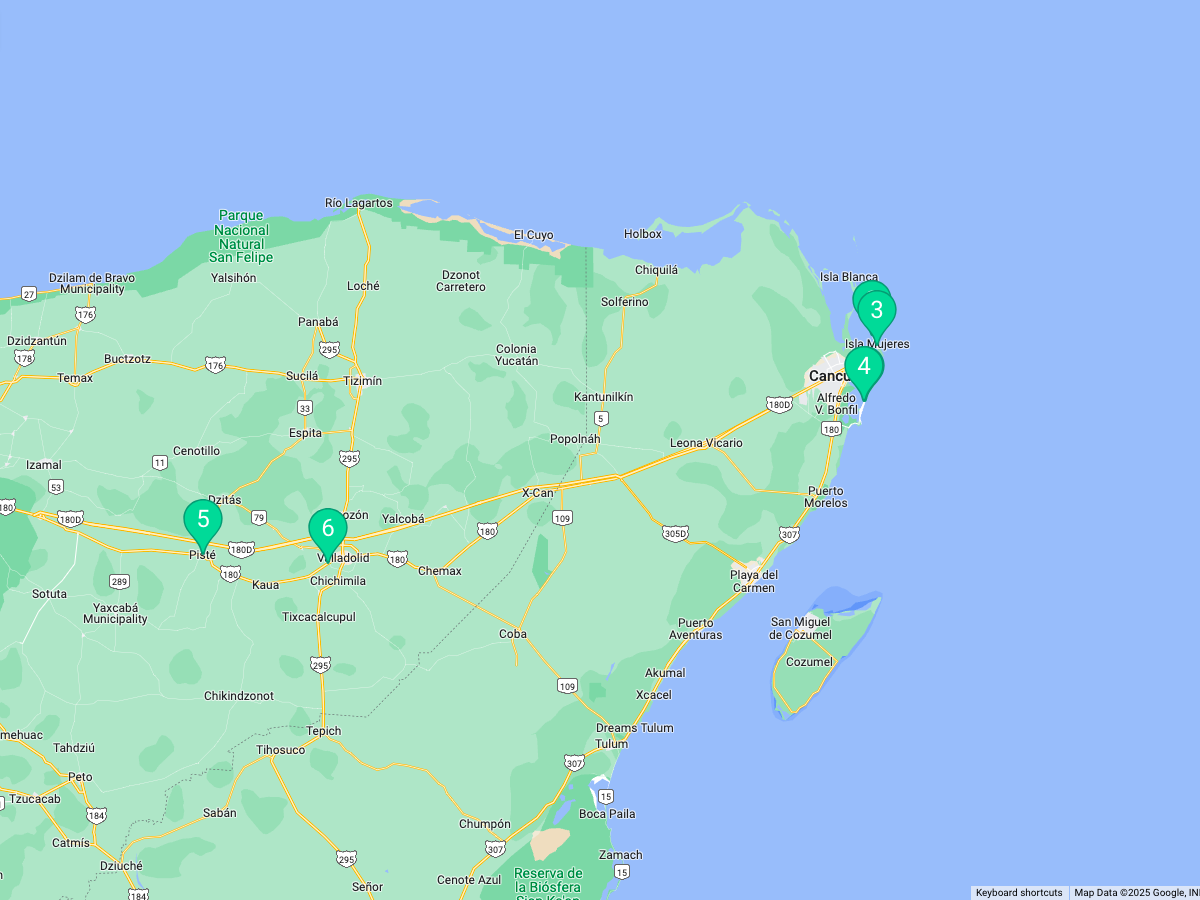 Río Lagartos
Parque
Nacional
Natural
San Felipe
El Cuyo
Holbox
Chiquilá
Isla Blanca
Dzilam de Bravo
Municipality
Yalsihón
Dzonot
Carretero
Loché
27
Solferino
3
176
Panabá
Dzidzantún
295
Isla Mujeres
178
Colonia
Yucatán
Buctzotz
176
4
Temax
Sucilá
Tizimín
Cancú
Kantunilkín
Alfredo
V. Bonfil
180D
33
5
180
Espita
Popolnáh
Leona Vicario
Cenotillo
295
Izamal
11
53
X-Can
Puerto
Morelos
Dzitás
180
180D
5
79
ozón
Yalcobá
109
6
180
305D
307
Pisté
180D
Valladolid
180
180
Chemax
Playa del
Carmen
289
Kaua
Chichimila
Sotuta
Yaxcabá
Municipality
Tixcacalcupul
Puerto
Aventuras
San Miguel
de Cozumel
Coba
295
Cozumel
Akumal
109
Xcacel
Chikindzonot
Dreams Tulum
Tepich
Tulum
mehuac
Tahdziú
Tihosuco
307
Peto
Tzucacab
15
184
Sabán
Boca Paila
Chumpón
Catmís
307
295
Zamach
Dziuché
15
Reserva de
la Biósfera
Sian Ka'an
Cenote Azul
Señor
184
Keyboard shortcuts
Map Data ©2025 Google, INE